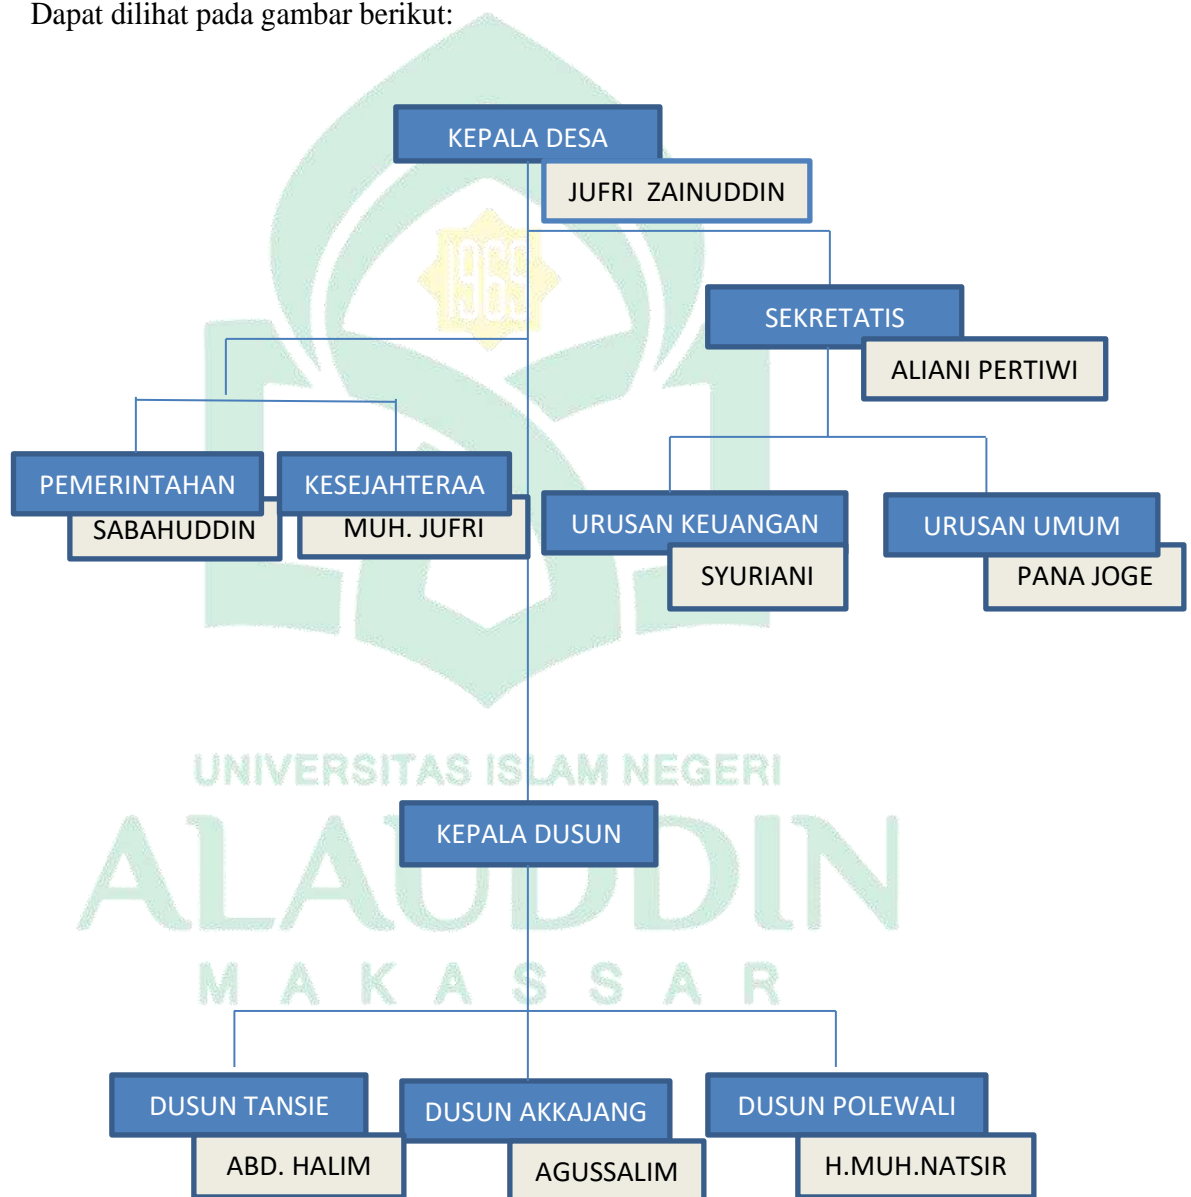 Dapat dilihat pada gambar berikut:
KEPALA DESA
JUFRI ZAINUDDIN
1965
SEKRETATIS
ALIANI PERTIWI
PEMERINTAHAN
SABAHUDDIN
KESEJAHTERAA
MUH. JUFRI
URUSAN KEUANGAN
SYURIANI
URUSAN UMUM
PANA JOGE
UNIVERSITAS ISLAM NEGERI
KEPALA DUSUN
ALAUDDIN
MAKASSAR
DUSUN TANSIE
ABD. HALIM
DUSUN AKKAJANG
AGUSSALIM
DUSUN POLEWALI
H.MUH.NATSIR